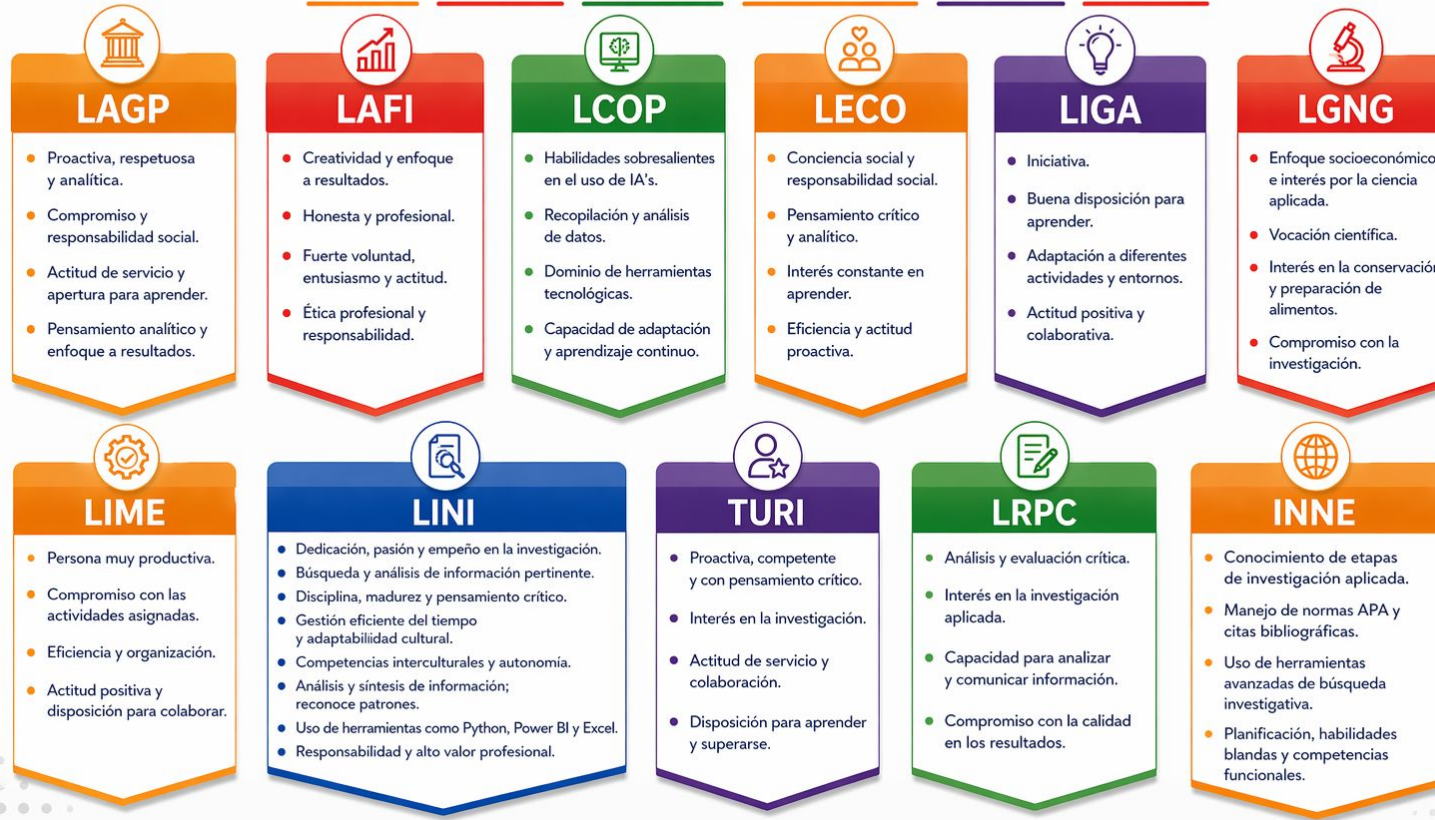 LAGP
Proactiva, respetuosa
y analítica.
Compromiso y
responsabilidad social.
Actitud de servicio y
apertura para aprender.
Pensamiento analítico y
enfoque a resultados.
LAFI
Creatividad y enfoque
a resultados.
Honesta y profesional.
Fuerte voluntad,
entusiasmo y actitud.
Ética profesional y
responsabilidad.
LCOP
Habilidades sobresalientes
en el uso de IA's.
Recopilación y análisis
de datos.
Dominio de herramientas
tecnológicas.
Capacidad de adaptación
y aprendizaje continuo.
LECO
Conciencia social y
responsabilidad social.
Pensamiento crítico
y analítico.
Interés constante en
aprender.
Eficiencia y actitud
proactiva.
LIGA
Iniciativa.
Buena disposición para
aprender.
Adaptación a diferentes
actividades y entornos.
Actitud positiva y
colaborativa.
LGNG
Enfoque socioeconómico
e interés por la ciencia
aplicada.
Vocación científica.
Interés en la conservación
y preparación de
alimentos.
Compromiso con la
investigación.
LIME
Persona muy productiva.
Compromiso con las
actividades asignadas.
Eficiencia y organización.
Actitud positiva y
disposición para colaborar.
LINI
Dedicación, pasión y empeño en la investigación.
Búsqueda y análisis de información pertinente.
Disciplina, madurez y pensamiento crítico.
Gestión eficiente del tiempo
y adaptabilidad cultural.
Competencias interculturales y autonomía.
Análisis y síntesis de información;
reconoce patrones.
Uso de herramientas como Python, Power BI y Excel.
Responsabilidad y alto valor profesional.
TURI
Proactiva, competente
y con pensamiento crítico.
Interés en la investigación.
Actitud de servicio y
colaboración.
Disposición para aprender
y superarse.
LRPC
Análisis y evaluación crítica.
Interés en la investigación
aplicada.
Capacidad para analizar
y comunicar información.
Compromiso con la calidad
en los resultados.
INNE
Conocimiento de etapas
de investigación aplicada.
Manejo de normas APA y
citas bibliográficas.
Uso de herramientas
avanzadas de búsqueda
investigativa.
Planificación, habilidades
blandas y competencias
funcionales.